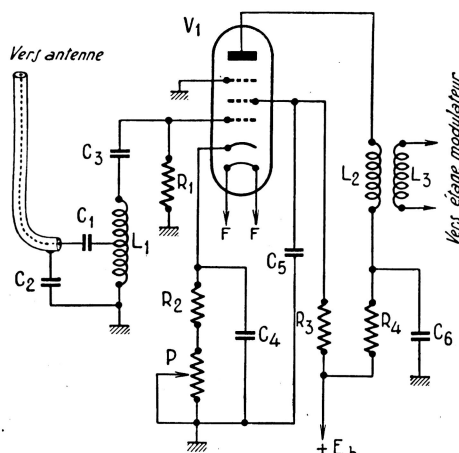 Vers antenne
V1
C3
R1
C1
L1
C2
F F
R2
C4
P
C5
R3
R4
L2
L3
C6
Vers étage modulateur